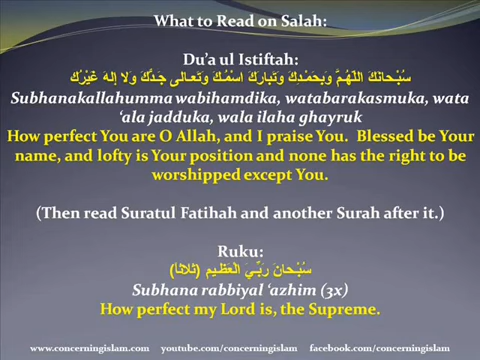 What to Read on Salah:
Du’a ul Istiftah:
سُبْحَانَكَ اللَّهُمَّ وَبِحَمْدِكَ وَتَبارَكَ اسْمُكَ وَتَعالَى جَدُّكَ وَلا إِلهَ غَيْرُكَ
Subhanakallahumma wabihamdika, watabarakasmuka, wata
‘ala jadduka, wala ilaha ghayruk
How perfect You are O Allah, and I praise You.  Blessed be Your
name, and lofty is Your position and none has the right to be
worshipped except You.
(Then read Suratul Fatihah and another Surah after it.)
Ruku:
سُبْحانَ رَبِّيَ الْعَظِيمِ (ثَلاثاً)
Subhana rabbiyal ‘azhim (3x)
How perfect my Lord is, the Supreme.
www.concerningislam.com youtube.com/concerningislam facebook.com/concerningislam